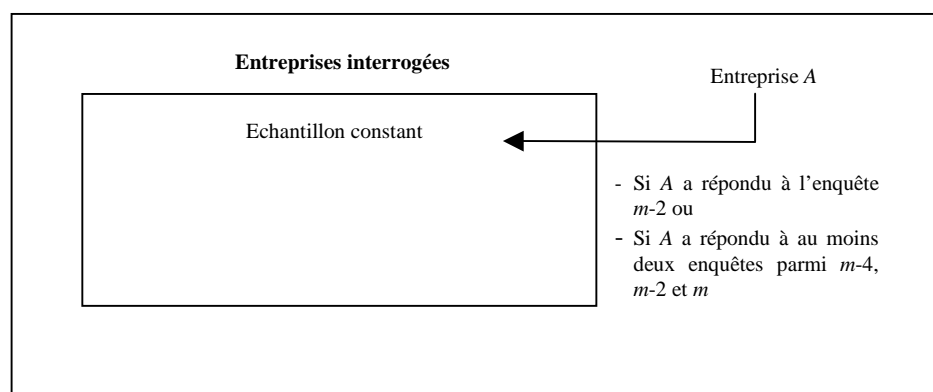 Entreprises interrogées
Entreprise A
Echantillon constant
- Si A a répondu à l’enquête
m-2 ou
- Si A a répondu à au moins
deux enquêtes parmi m-4,
m-2 et m